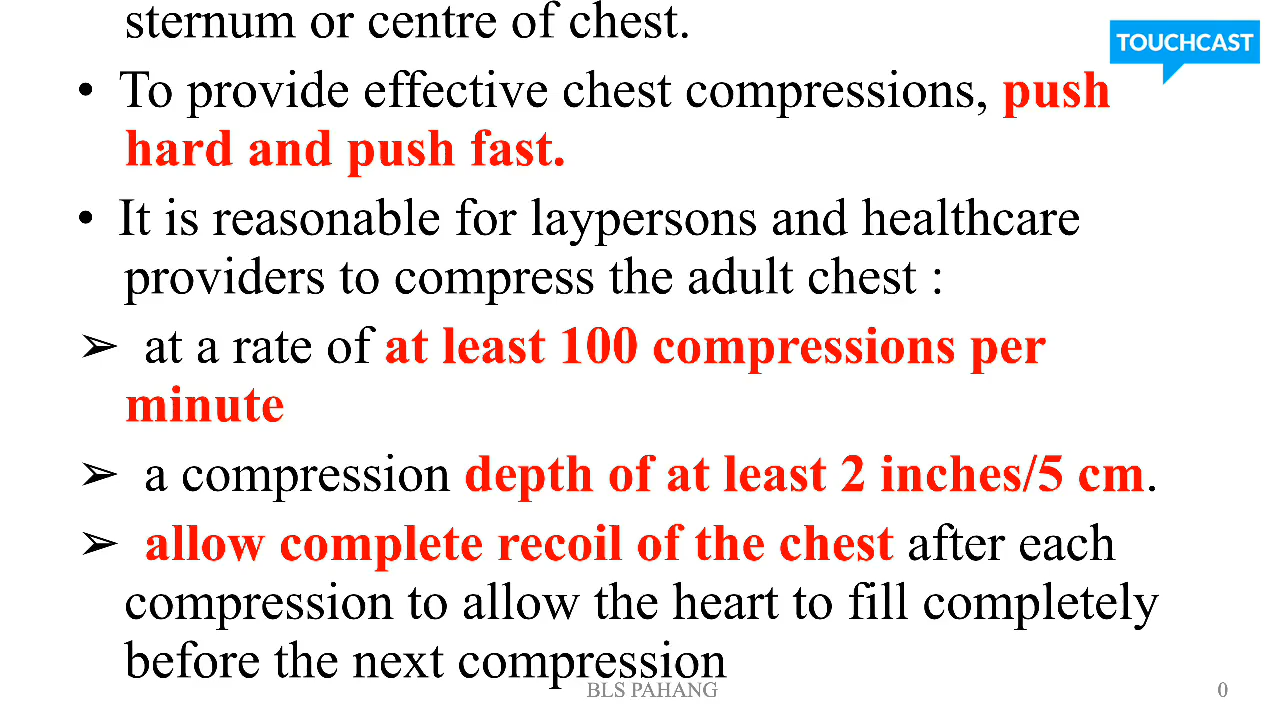 sternum or centre of chest.
TOUCHCAST
• To provide effective chest compressions, push
hard and push fast.
• It is reasonable for laypersons and healthcare
providers to compress the adult chest :
➢ at a rate of at least 100 compressions per
minute
➢ a compression depth of at least 2 inches/5 cm.
➢ allow complete recoil of the chest after each
compression to allow the heart to fill completely
before the next compression
BLS PAHANG
0